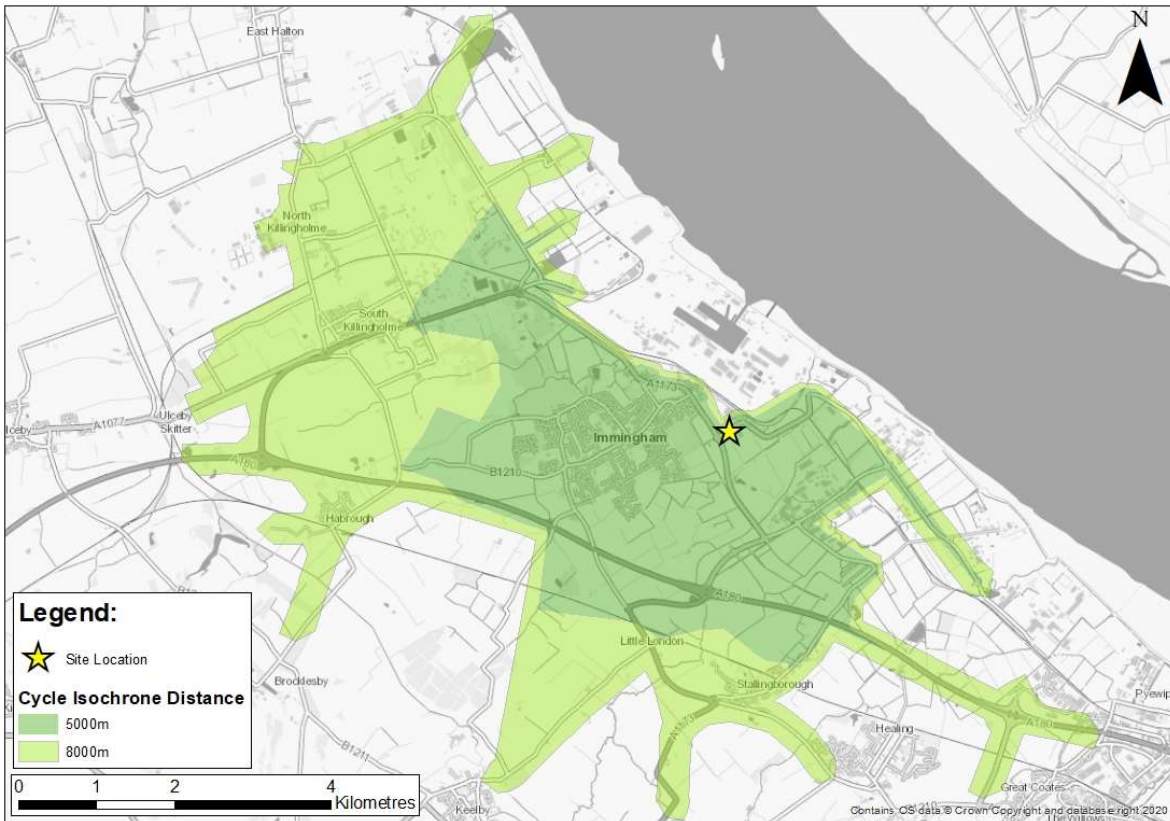 East Halton
N
North
Killingholme
South
Killingholme
A1173
Ulceby
Skitter
A1077
Immingham
B1210
A180
Habrough
A180
Little London
Stallingborough
Brocklesby
B1211
A1173
Healing
A180
Pyewip
Great Coates
Keelby
The Willows
Legend:
Site Location
Cycle Isochrone Distance
5000m
8000m
0 1 2 4
Kilometres
Contains OS data © Crown Copyright and database right 2020